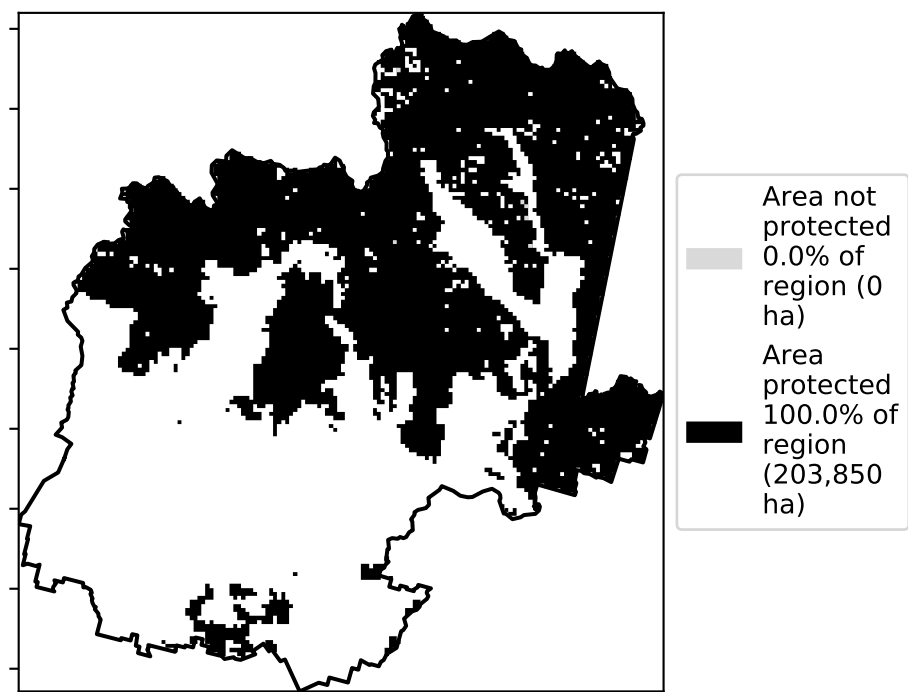 Area not
protected
0.0% of
region (0
ha)
Area
protected
100.0% of
region
(203,850
ha)